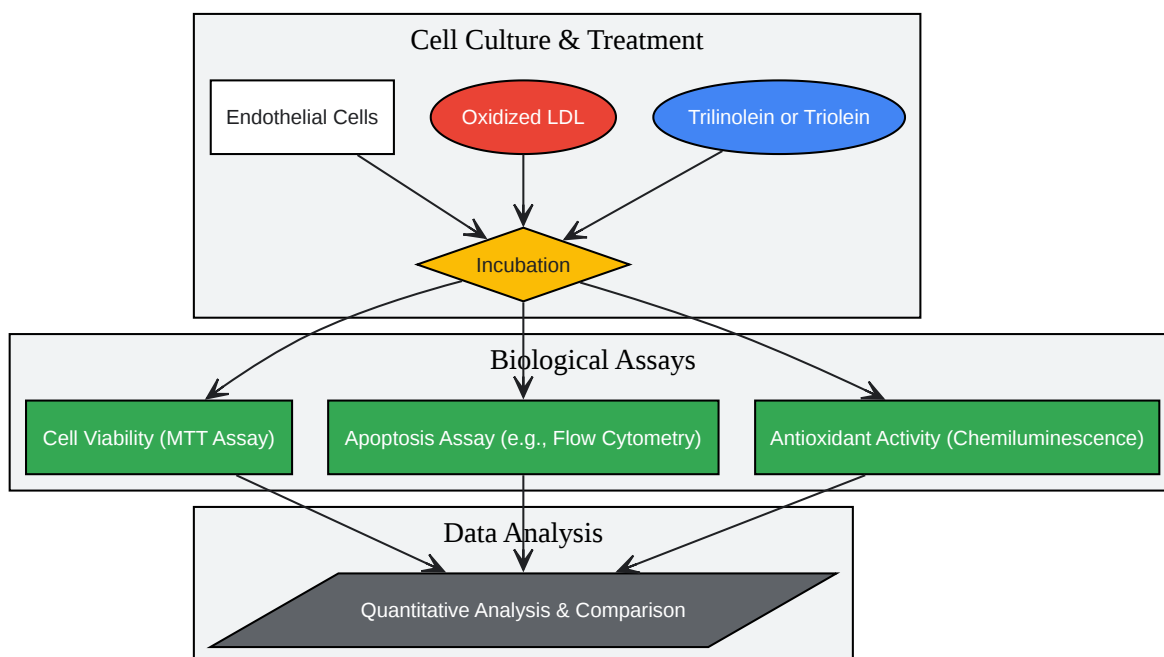 Cell Culture & Treatment
Endothelial Cells
Oxidized LDL
Trilinolein or Triolein
Incubation
Biological Assays
Cell Viability (MTT Assay)
Apoptosis Assay (e.g., Flow Cytometry)
Antioxidant Activity (Chemiluminescence)
Data Analysis
Quantitative Analysis & Comparison